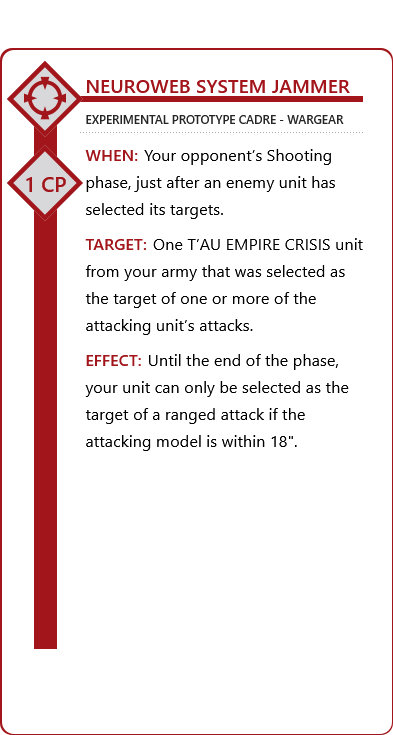 NEUROWEB SYSTEM JAMMER
EXPERIMENTAL PROTOTYPE CADRE - WARGEAR
1 CP
WHEN: Your opponent’s Shooting
phase, just after an enemy unit has
selected its targets.
TARGET: One T’AU EMPIRE CRISIS unit
from your army that was selected as
the target of one or more of the
attacking unit’s attacks.
EFFECT: Until the end of the phase,
your unit can only be selected as the
target of a ranged attack if the
attacking model is within 18".